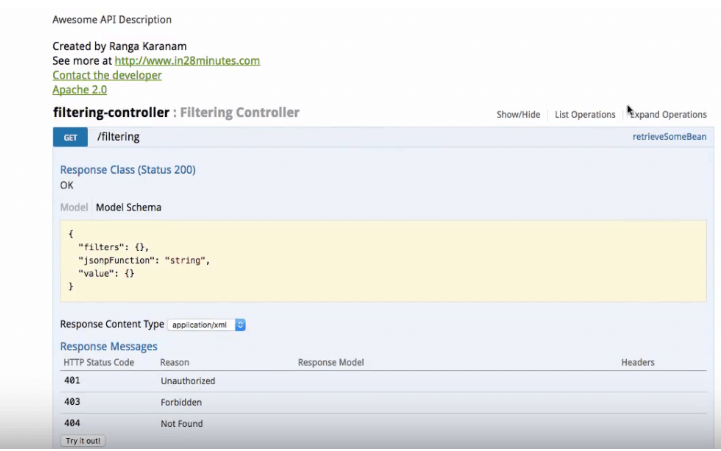 Awesome API Description
Created by Ranga Karanam
See more at http://www.in28minutes.com
Contact the developer
Apache 2.0
filtering-controller : Filtering Controller
Show/Hide List Operations Expand Operations
GET /filtering retrieveSomeBean
Response Class (Status 200)
OK
Model Model Schema
{
"filters": {},
"jsonpFunction": "string",
"value": {}
}
Response Content Type application/xml
Response Messages
HTTP Status Code Reason Response Model Headers
401 Unauthorized
403 Forbidden
404 Not Found
Try it out!